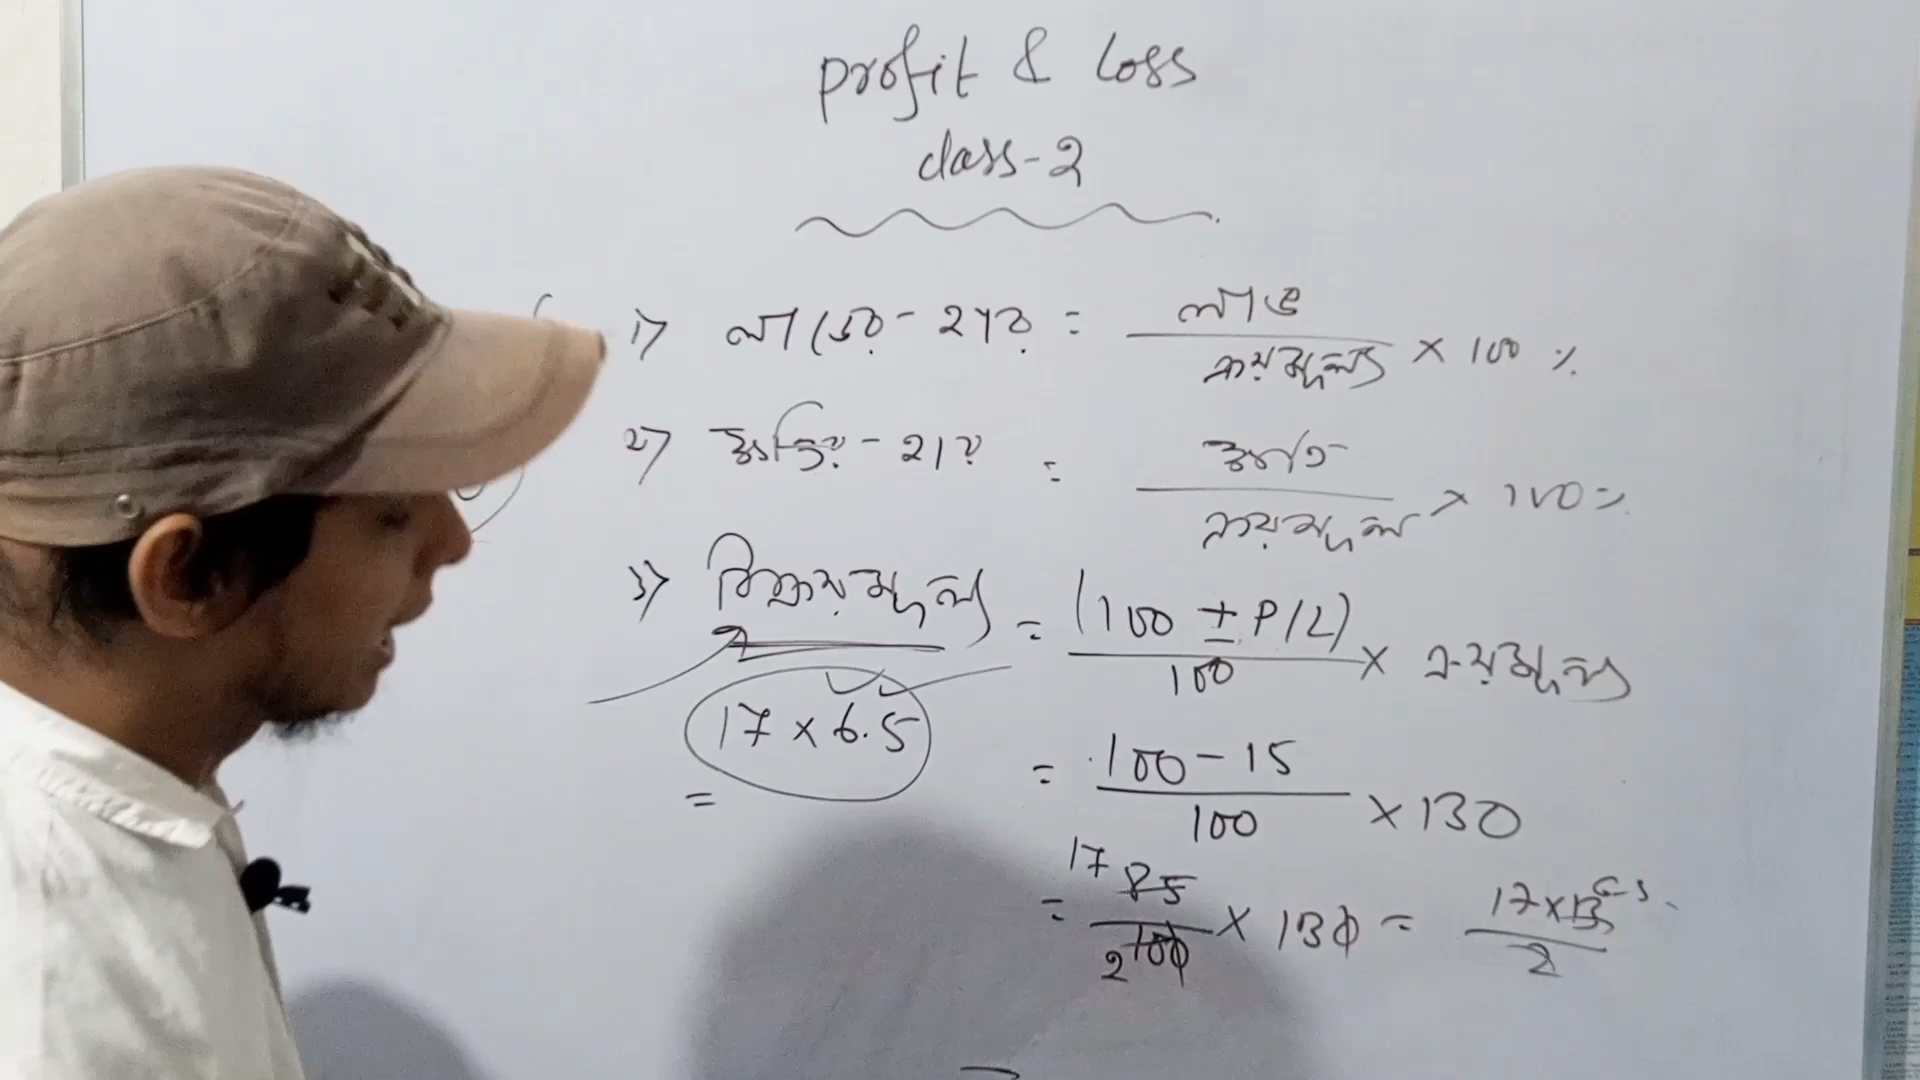 profit & Loss
class-2
1) লাভের-হার = লাভ / ক্রয়মূল্য × 100 %
2) ক্ষতির-হার = ক্ষতি / ক্রয়মূল্য × 100%
3) বিক্রয়মূল্য = (100 ± P/L) / 100 × ক্রয়মূল্য
17 × 6.5
=
= 100 - 15 / 100 × 130
= 17 85 / 2 100 × 130 = 17 × 13 6.5 / 2